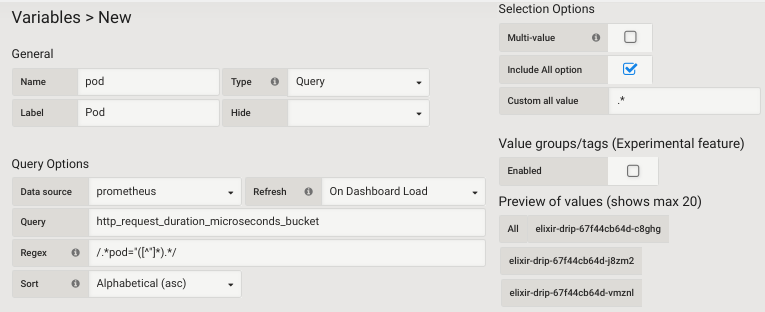 Variables > New
General
Name pod Type Query
Label Pod Hide
Query Options
Data source prometheus Refresh On Dashboard Load
Query http_request_duration_microseconds_bucket
Regex /.*pod="([^"]*).*/
Sort Alphabetical (asc)
Selection Options
Multi-value
Include All option
Custom all value .*
Value groups/tags (Experimental feature)
Enabled
Preview of values (shows max 20)
All elixir-drip-67f44cb64d-c8ghg
elixir-drip-67f44cb64d-j8zm2
elixir-drip-67f44cb64d-vmznl